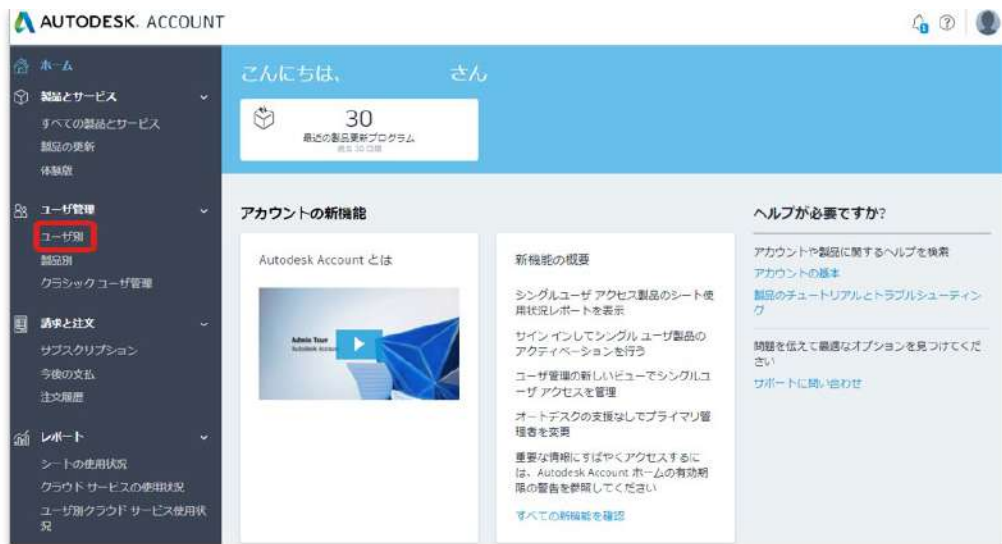 AUTODESK. ACCOUNT
1
ホーム
製品とサービス
すべての製品とサービス
製品の更新
体験版
ユーザ管理
ユーザ別
製品別
クラシック ユーザ管理
請求と注文
サブスクリプション
今後の支払
注文履歴
レポート
シートの使用状況
クラウド サービスの使用状況
ユーザ別クラウド サービス使用状
況
こんにちは、 さん
30
最近の製品更新プログラム
過去 30 日間
アカウントの新機能
Autodesk Account とは
Admin Tour
Autodesk Account
新機能の概要
シングルユーザ アクセス製品のシート使
用状況レポートを表示
サイン インしてシングル ユーザ製品の
アクティベーションを行う
ユーザ管理の新しいビューでシングルユ
ーザ アクセスを管理
オートデスクの支援なしでプライマリ管
理者を変更
重要な情報にすばやくアクセスするに
は、Autodesk Account ホームの有効期
限の警告を参照してください
すべての新機能を確認
ヘルプが必要ですか?
アカウントや製品に関するヘルプを検索
アカウントの基本
製品のチュートリアルとトラブルシューティン
グ
問題を伝えて最適なオプションを見つけてくだ
さい
サポートに問い合わせ